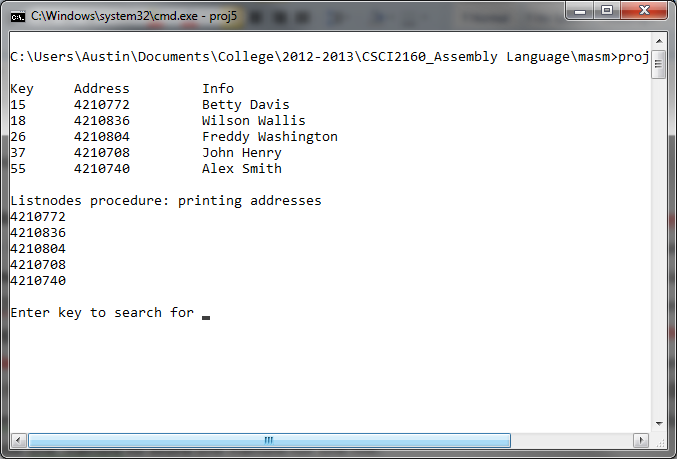 C:\Windows\system32\cmd.exe - proj5
C:\Users\Austin\Documents\College\2012-2013\CSCI2160_Assembly Language\masm>proj
Key Address Info
15 4210772 Betty Davis
18 4210836 Wilson Wallis
26 4210804 Freddy Washington
37 4210708 John Henry
55 4210740 Alex Smith
Listnodes procedure: printing addresses
4210772
4210836
4210804
4210708
4210740
Enter key to search for _